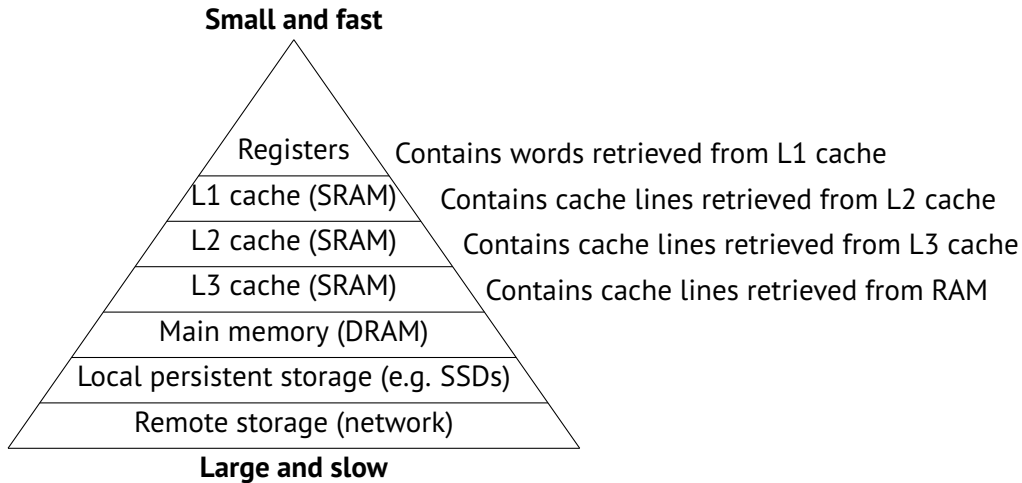 Small and fast
Registers
Contains words retrieved from L1 cache
L1 cache (SRAM)
Contains cache lines retrieved from L2 cache
L2 cache (SRAM)
Contains cache lines retrieved from L3 cache
L3 cache (SRAM)
Contains cache lines retrieved from RAM
Main memory (DRAM)
Local persistent storage (e.g. SSDs)
Remote storage (network)
Large and slow